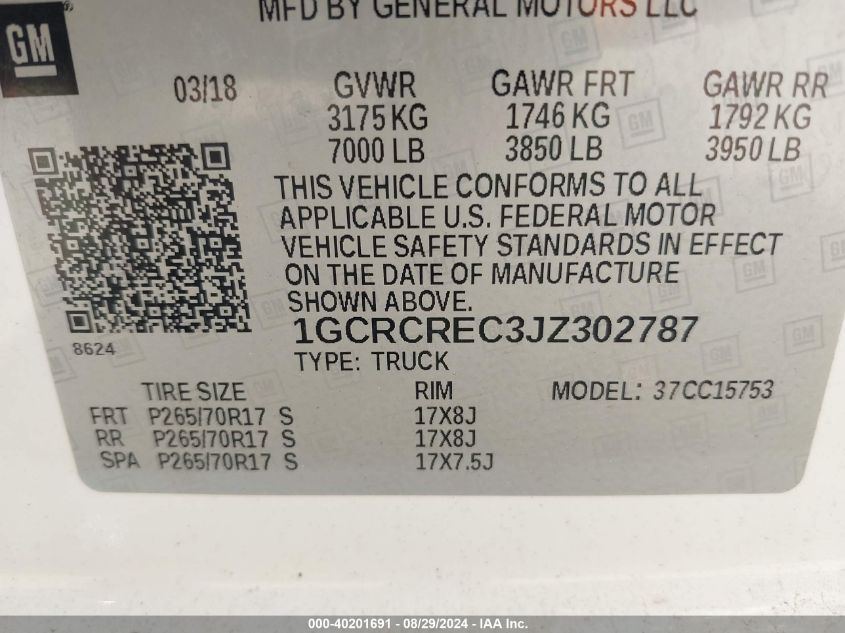 MFD BY GENERAL MOTORS LLC
GM ®
03/18 GVWR GAWR FRT GAWR RR
3175 KG 1746 KG 1792 KG
7000 LB 3850 LB 3950 LB
THIS VEHICLE CONFORMS TO ALL
APPLICABLE U.S. FEDERAL MOTOR
VEHICLE SAFETY STANDARDS IN EFFECT
ON THE DATE OF MANUFACTURE
SHOWN ABOVE.
1GCRCREC3JZ302787
8624
TYPE: TRUCK
TIRE SIZE RIM MODEL: 37CC15753
FRT P265/70R17 S 17X8J
RR P265/70R17 S 17X8J
SPA P265/70R17 S 17X7.5J
000-40201691 - 08/29/2024 - IAA Inc.